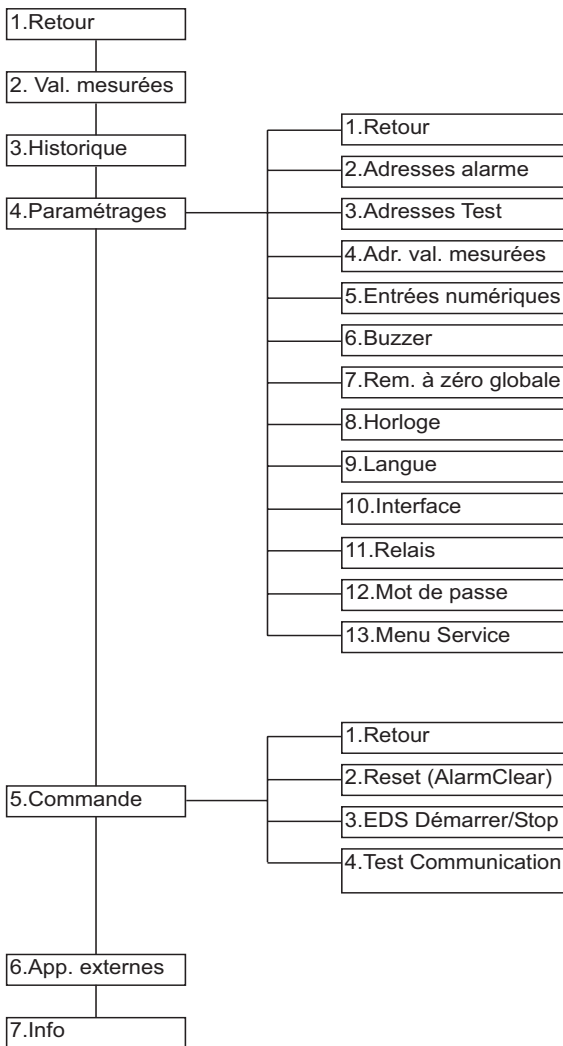 1.Retour
2. Val. mesurées
3.Historique
4.Paramétrages
1.Retour
2.Adresses alarme
3.Adresses Test
4.Adr. val. mesurées
5.Entrées numériques
6.Buzzer
7.Rem. à zéro globale
8.Horloge
9.Langue
10.Interface
11.Relais
12.Mot de passe
13.Menu Service
5.Commande
1.Retour
2.Reset (AlarmClear)
3.EDS Démarrer/Stop
4.Test Communication
6.App. externes
7.Info